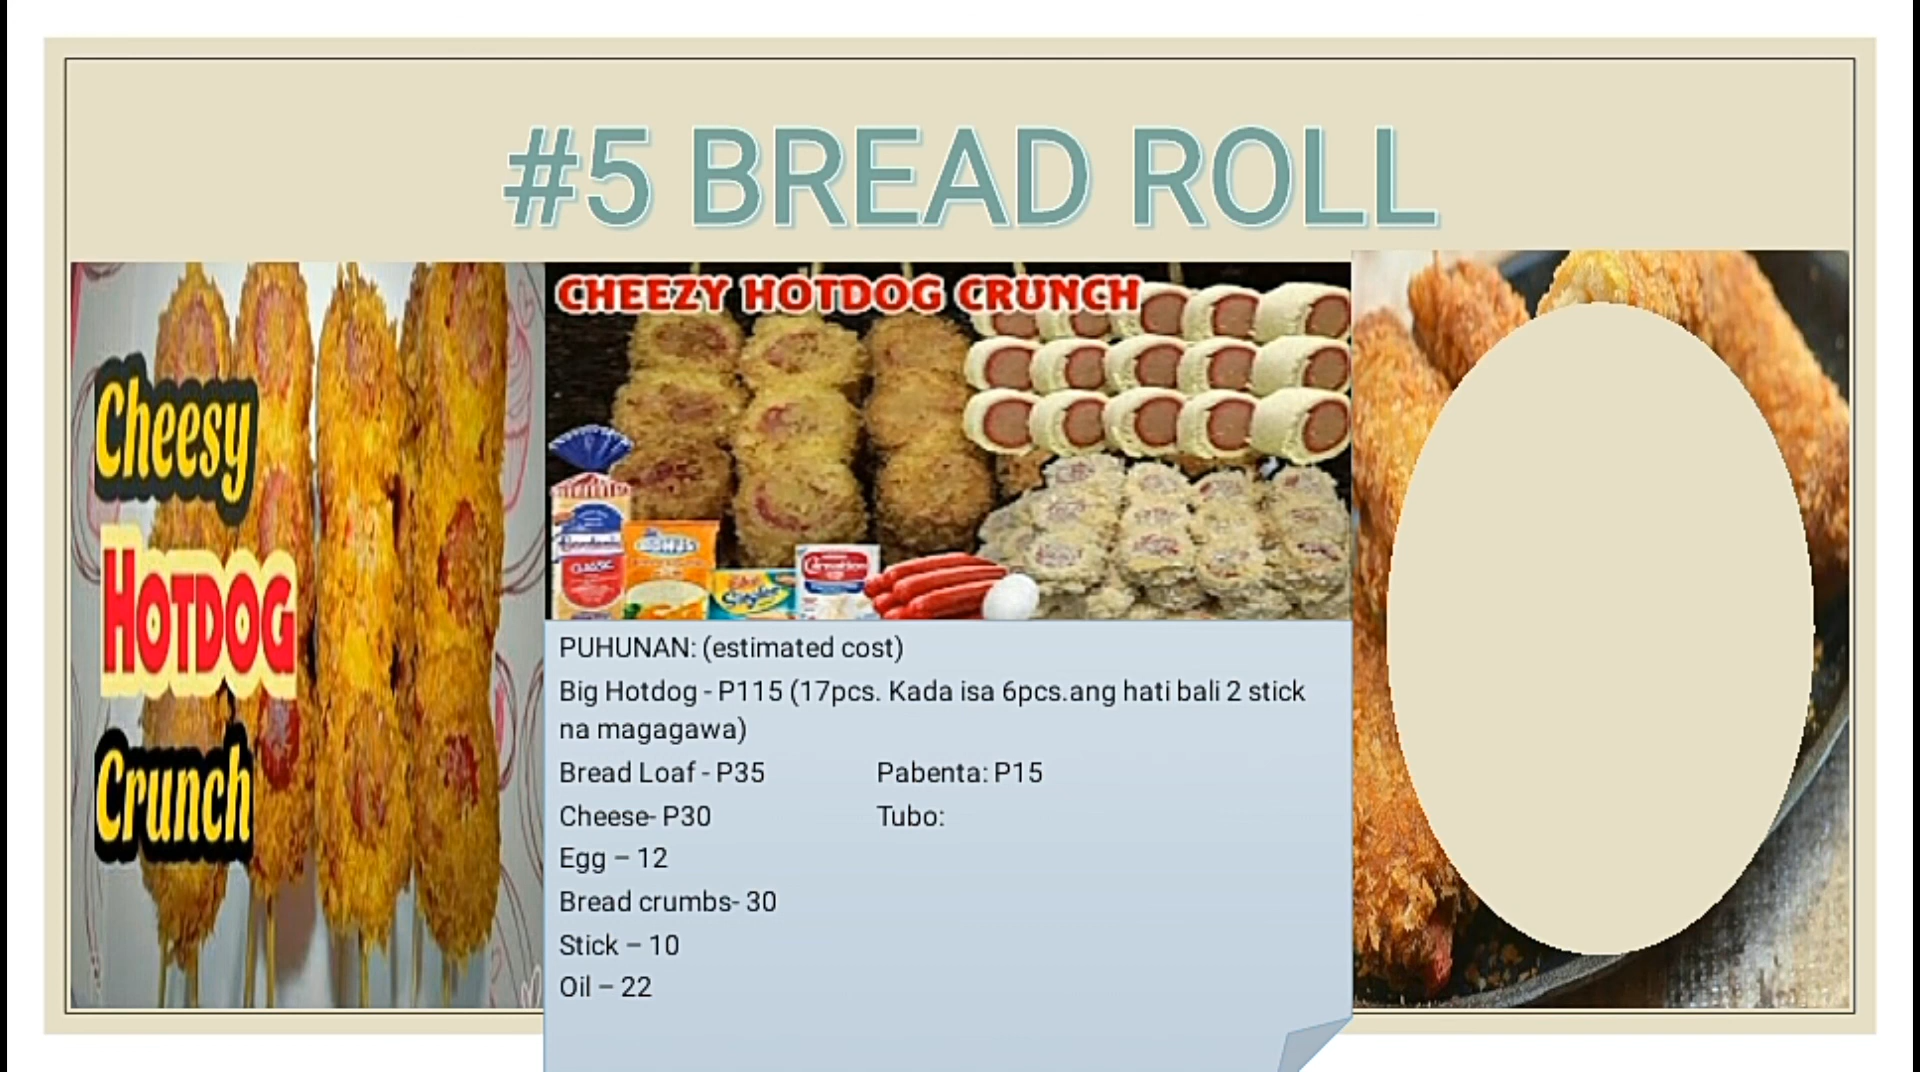 #5 BREAD ROLL
Cheesy
HOTDOG
Crunch
CHEEZY HOTDOG CRUNCH
PUHUNAN: (estimated cost)
Big Hotdog - P115 (17pcs. Kada isa 6pcs.ang hati bali 2 stick
na magagawa)
Bread Loaf - P35
Pabenta: P15
Cheese- P30
Tubo:
Egg – 12
Bread crumbs- 30
Stick – 10
Oil – 22